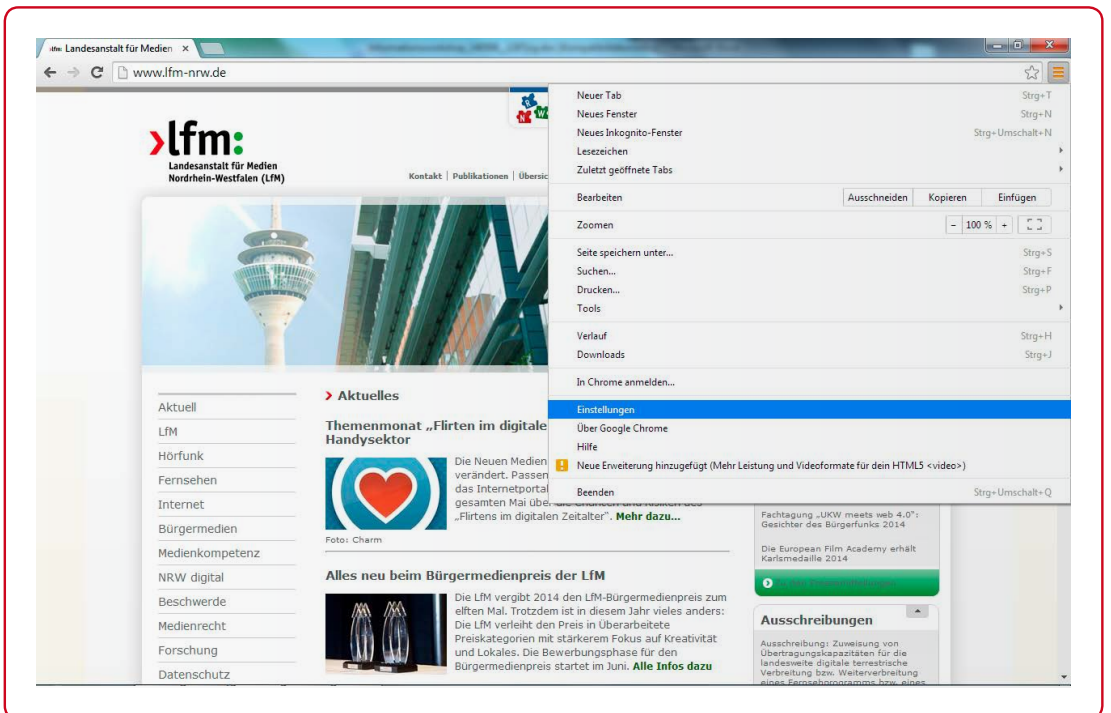 Landesanstalt für Medien
www.lfm-nrw.de
lfm:
Landesanstalt für Medien
Nordrhein-Westfalen (LfM)
N R W
Kontakt | Publikationen | Übersic
Neuer Tab Strg+T
Neues Fenster Strg+N
Neues Inkognito-Fenster Strg+Umschalt+N
Lesezeichen
Zuletzt geöffnete Tabs
Bearbeiten Ausschneiden Kopieren Einfügen
Zoomen - 100 % +
Seite speichern unter... Strg+S
Suchen... Strg+F
Drucken... Strg+P
Tools
Verlauf Strg+H
Downloads Strg+J
In Chrome anmelden...
Einstellungen
Über Google Chrome
Hilfe
Neue Erweiterung hinzugefügt (Mehr Leistung und Videoformate für dein HTML5 <video>)
Beenden Strg+Umschalt+Q
Aktuell
LfM
Hörfunk
Fernsehen
Internet
Bürgermedien
Medienkompetenz
NRW digital
Beschwerde
Medienrecht
Forschung
Datenschutz
Aktuelles
Themenmonat „Flirten im digitale
Handysektor
Die Neuen Medien
verändert. Passen
das Internetportal
gesamten Mai über die Chancen und Risiken des
„Flirtens im digitalen Zeitalter". Mehr dazu...
Foto: Charm
Alles neu beim Bürgermedienpreis der LfM
Die LfM vergibt 2014 den LfM-Bürgermedienpreis zum
elften Mal. Trotzdem ist in diesem Jahr vieles anders:
Die LfM verleiht den Preis in Überarbeitete
Preiskategorien mit stärkerem Fokus auf Kreativität
und Lokales. Die Bewerbungsphase für den
Bürgermedienpreis startet im Juni. Alle Infos dazu
Fachtagung „UKW meets web 4.0":
Gesichter des Bürgerfunks 2014
Die European Film Academy erhält
Karlsmedaille 2014
Ausschreibungen
Ausschreibung: Zuweisung von
Übertragungskapazitäten für die
landesweite digitale terrestrische
Verbreitung bzw. Weiterverbreitung
eines Fernsehprogramms bzw. eines